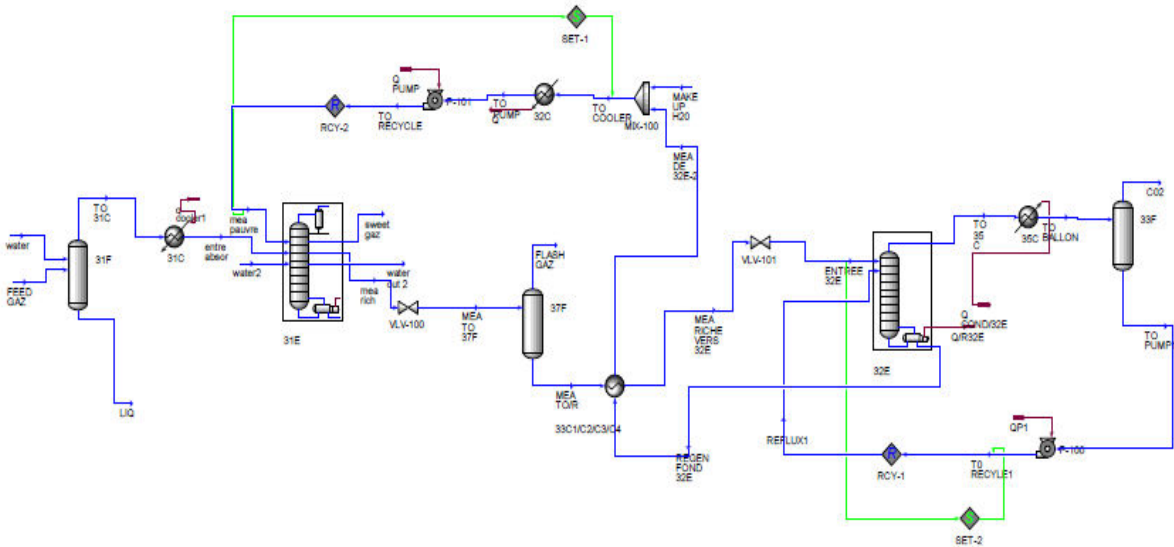 SET-1
Q
PUMP
P-101
TO
RECYCLE
RCY-2
TO
PUMP
Q
32C
TO
COOLER
MIX-100
MAKE
UP
H20
MEA
DE
32E-2
TO
31C
cooler1
31C
entre
absor
mea
pauvre
water
31F
FEED
GAZ
LIQ
water2
sweet
gaz
water
out 2
mea
rich
31E
VLV-100
MEA
TO
37F
FLASH
GAZ
37F
MEA
TO/R
33C1/C2/C3/C4
MEA
RICHE
VERS
32E
VLV-101
ENTREE
32E
REGEN
FOND
32E
32E
TO
35
C
35C
TO
BALLON
CO2
33F
Q
COND/32E
Q/R32E
TO
PUMP
REFLUX1
RCY-1
T0
RECYLE1
QP1
P-100
SET-2